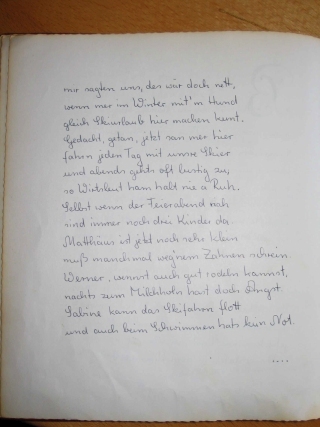 mir sagten uns, des wär doch nett,
wenn mer im Winter mit'm Hund
gleich Skiurlaub hier machen kunt.
Gedacht, getan, jetzt san mer hier
fahrn jeden Tag mit unsre Skier
und abends gehts oft lustig zu,
so Wirtsleut ham halt nie a Ruh.
Selbst wenn der Feierabend nah
sind immer noch drei Kinder da.
Matthäus ist jetzt noch sehr klein
muß manchmal weg'nem Zahnen schrein.
Werner, wennst auch gut rodeln kannst,
nachts zum Milchholn hast doch Angst.
Sabine kann das Skifahren flott
und auch beim Schwimmen hats kein Not.
....